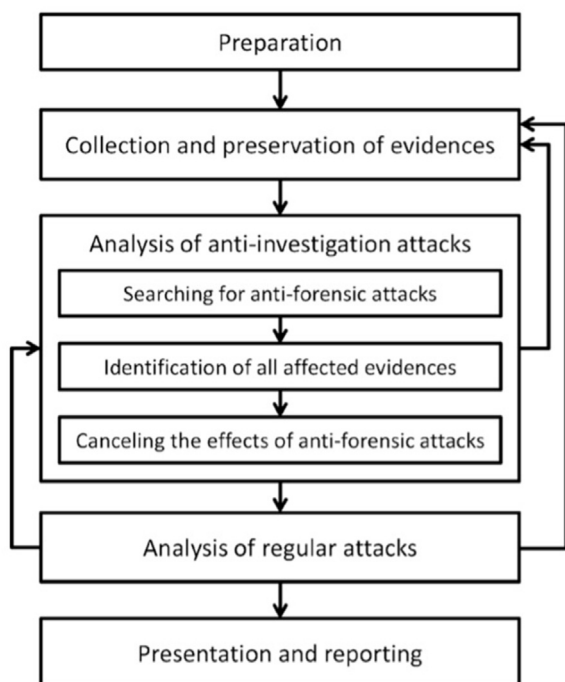 Preparation
Collection and preservation of evidences
Analysis of anti-investigation attacks
Searching for anti-forensic attacks
Identification of all affected evidences
Canceling the effects of anti-forensic attacks
Analysis of regular attacks
Presentation and reporting